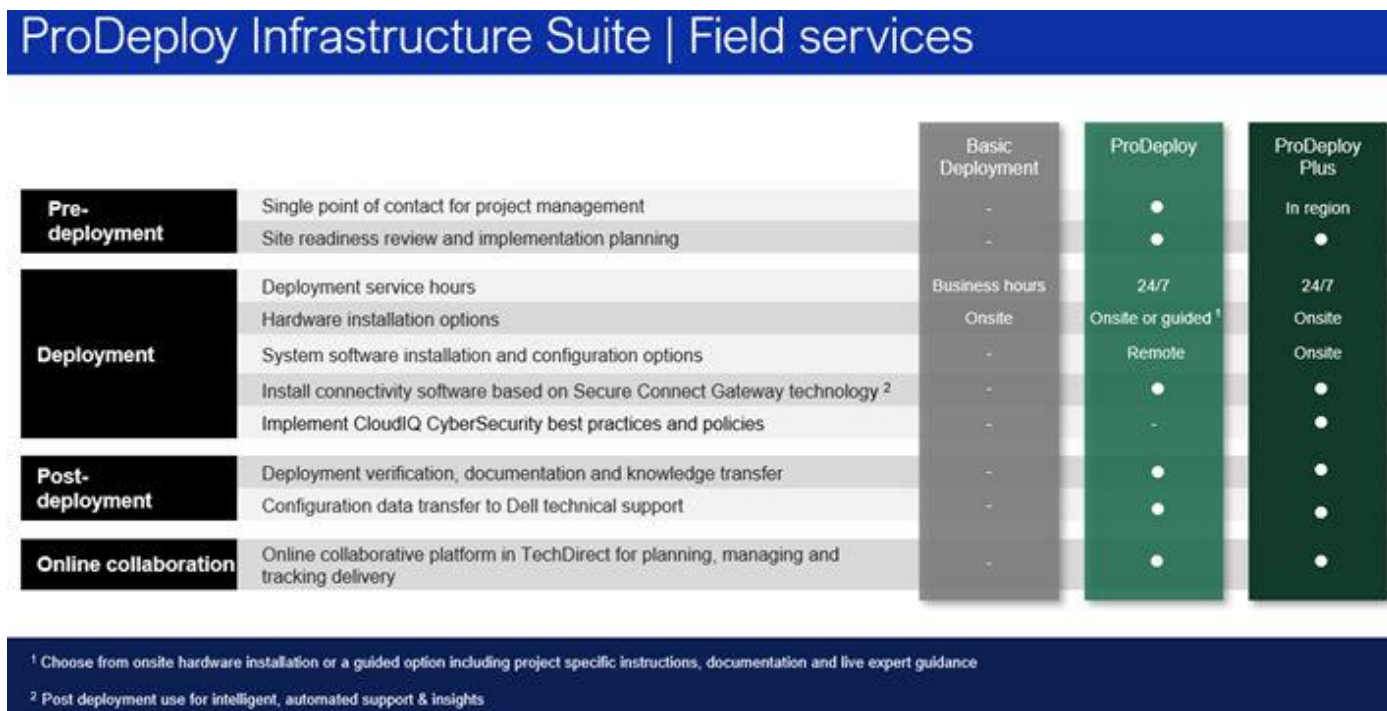 ProDeploy Infrastructure Suite | Field services
Basic Deployment
ProDeploy
ProDeploy Plus
Pre-deployment
Single point of contact for project management - ● In region
Site readiness review and implementation planning - ● ●
Deployment
Deployment service hours Business hours 24/7 24/7
Hardware installation options Onsite Onsite or guided ¹ Onsite
System software installation and configuration options - Remote Onsite
Install connectivity software based on Secure Connect Gateway technology ² - ● ●
Implement CloudIQ CyberSecurity best practices and policies - - ●
Post-deployment
Deployment verification, documentation and knowledge transfer - ● ●
Configuration data transfer to Dell technical support - ● ●
Online collaboration
Online collaborative platform in TechDirect for planning, managing and
tracking delivery - ● ●
¹ Choose from onsite hardware installation or a guided option including project specific instructions, documentation and live expert guidance
² Post deployment use for intelligent, automated support & insights